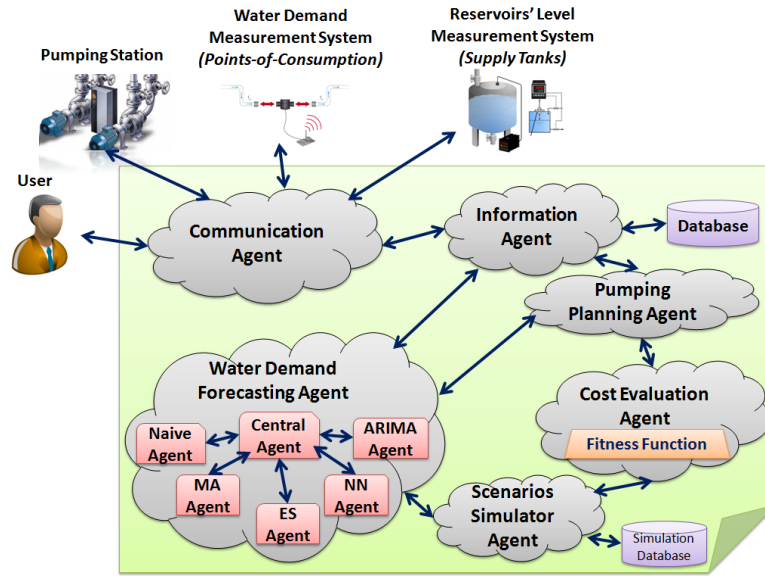 Water Demand
Measurement System
(Points-of-Consumption)
Reservoirs' Level
Measurement System
(Supply Tanks)
Pumping Station
User
Communication
Agent
Information
Agent
Database
Pumping
Planning Agent
Water Demand
Forecasting Agent
Cost Evaluation
Agent
Fitness Function
Naive
Agent
Central
Agent
ARIMA
Agent
MA
Agent
ES
Agent
NN
Agent
Scenarios
Simulator
Agent
Simulation
Database